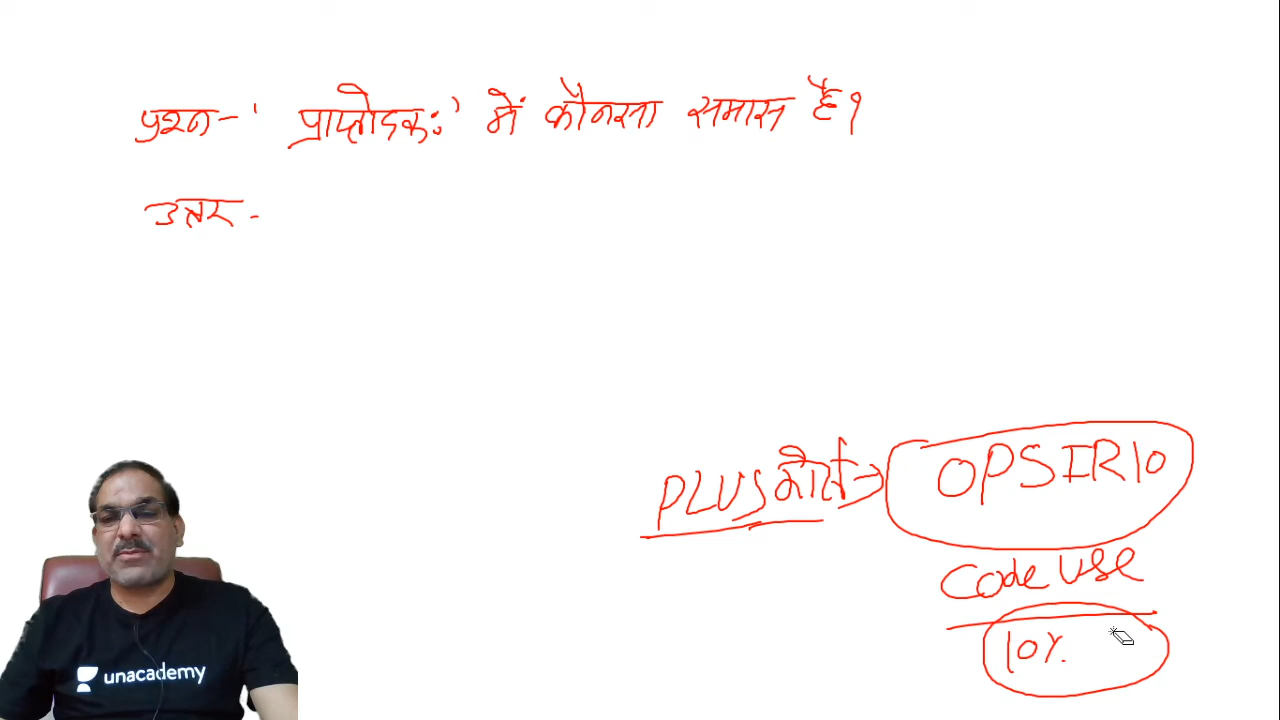 प्रश्न- ' प्राप्तोदकः ' में कौनसा समास है?
उत्तर -
PLUS कोर्स → OPSIR10
Code use
10%.
unacademy